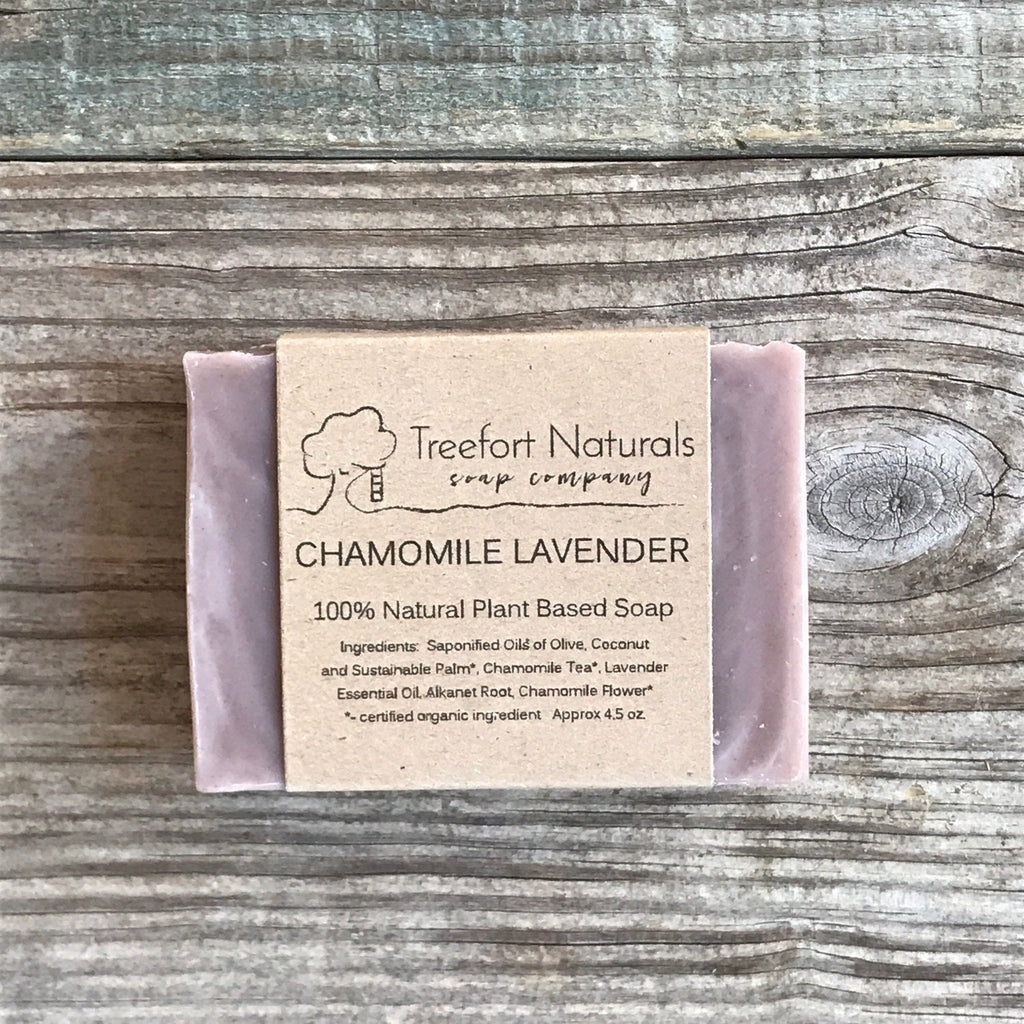 Treefort Naturals
soap company
CHAMOMILE LAVENDER
100% Natural Plant Based Soap
Ingredients: Saponified Oils of Olive, Coconut
and Sustainable Palm*, Chamomile Tea*, Lavender
Essential Oil, Alkanet Root, Chamomile Flower*
*- certified organic ingredient Approx 4.5 oz.